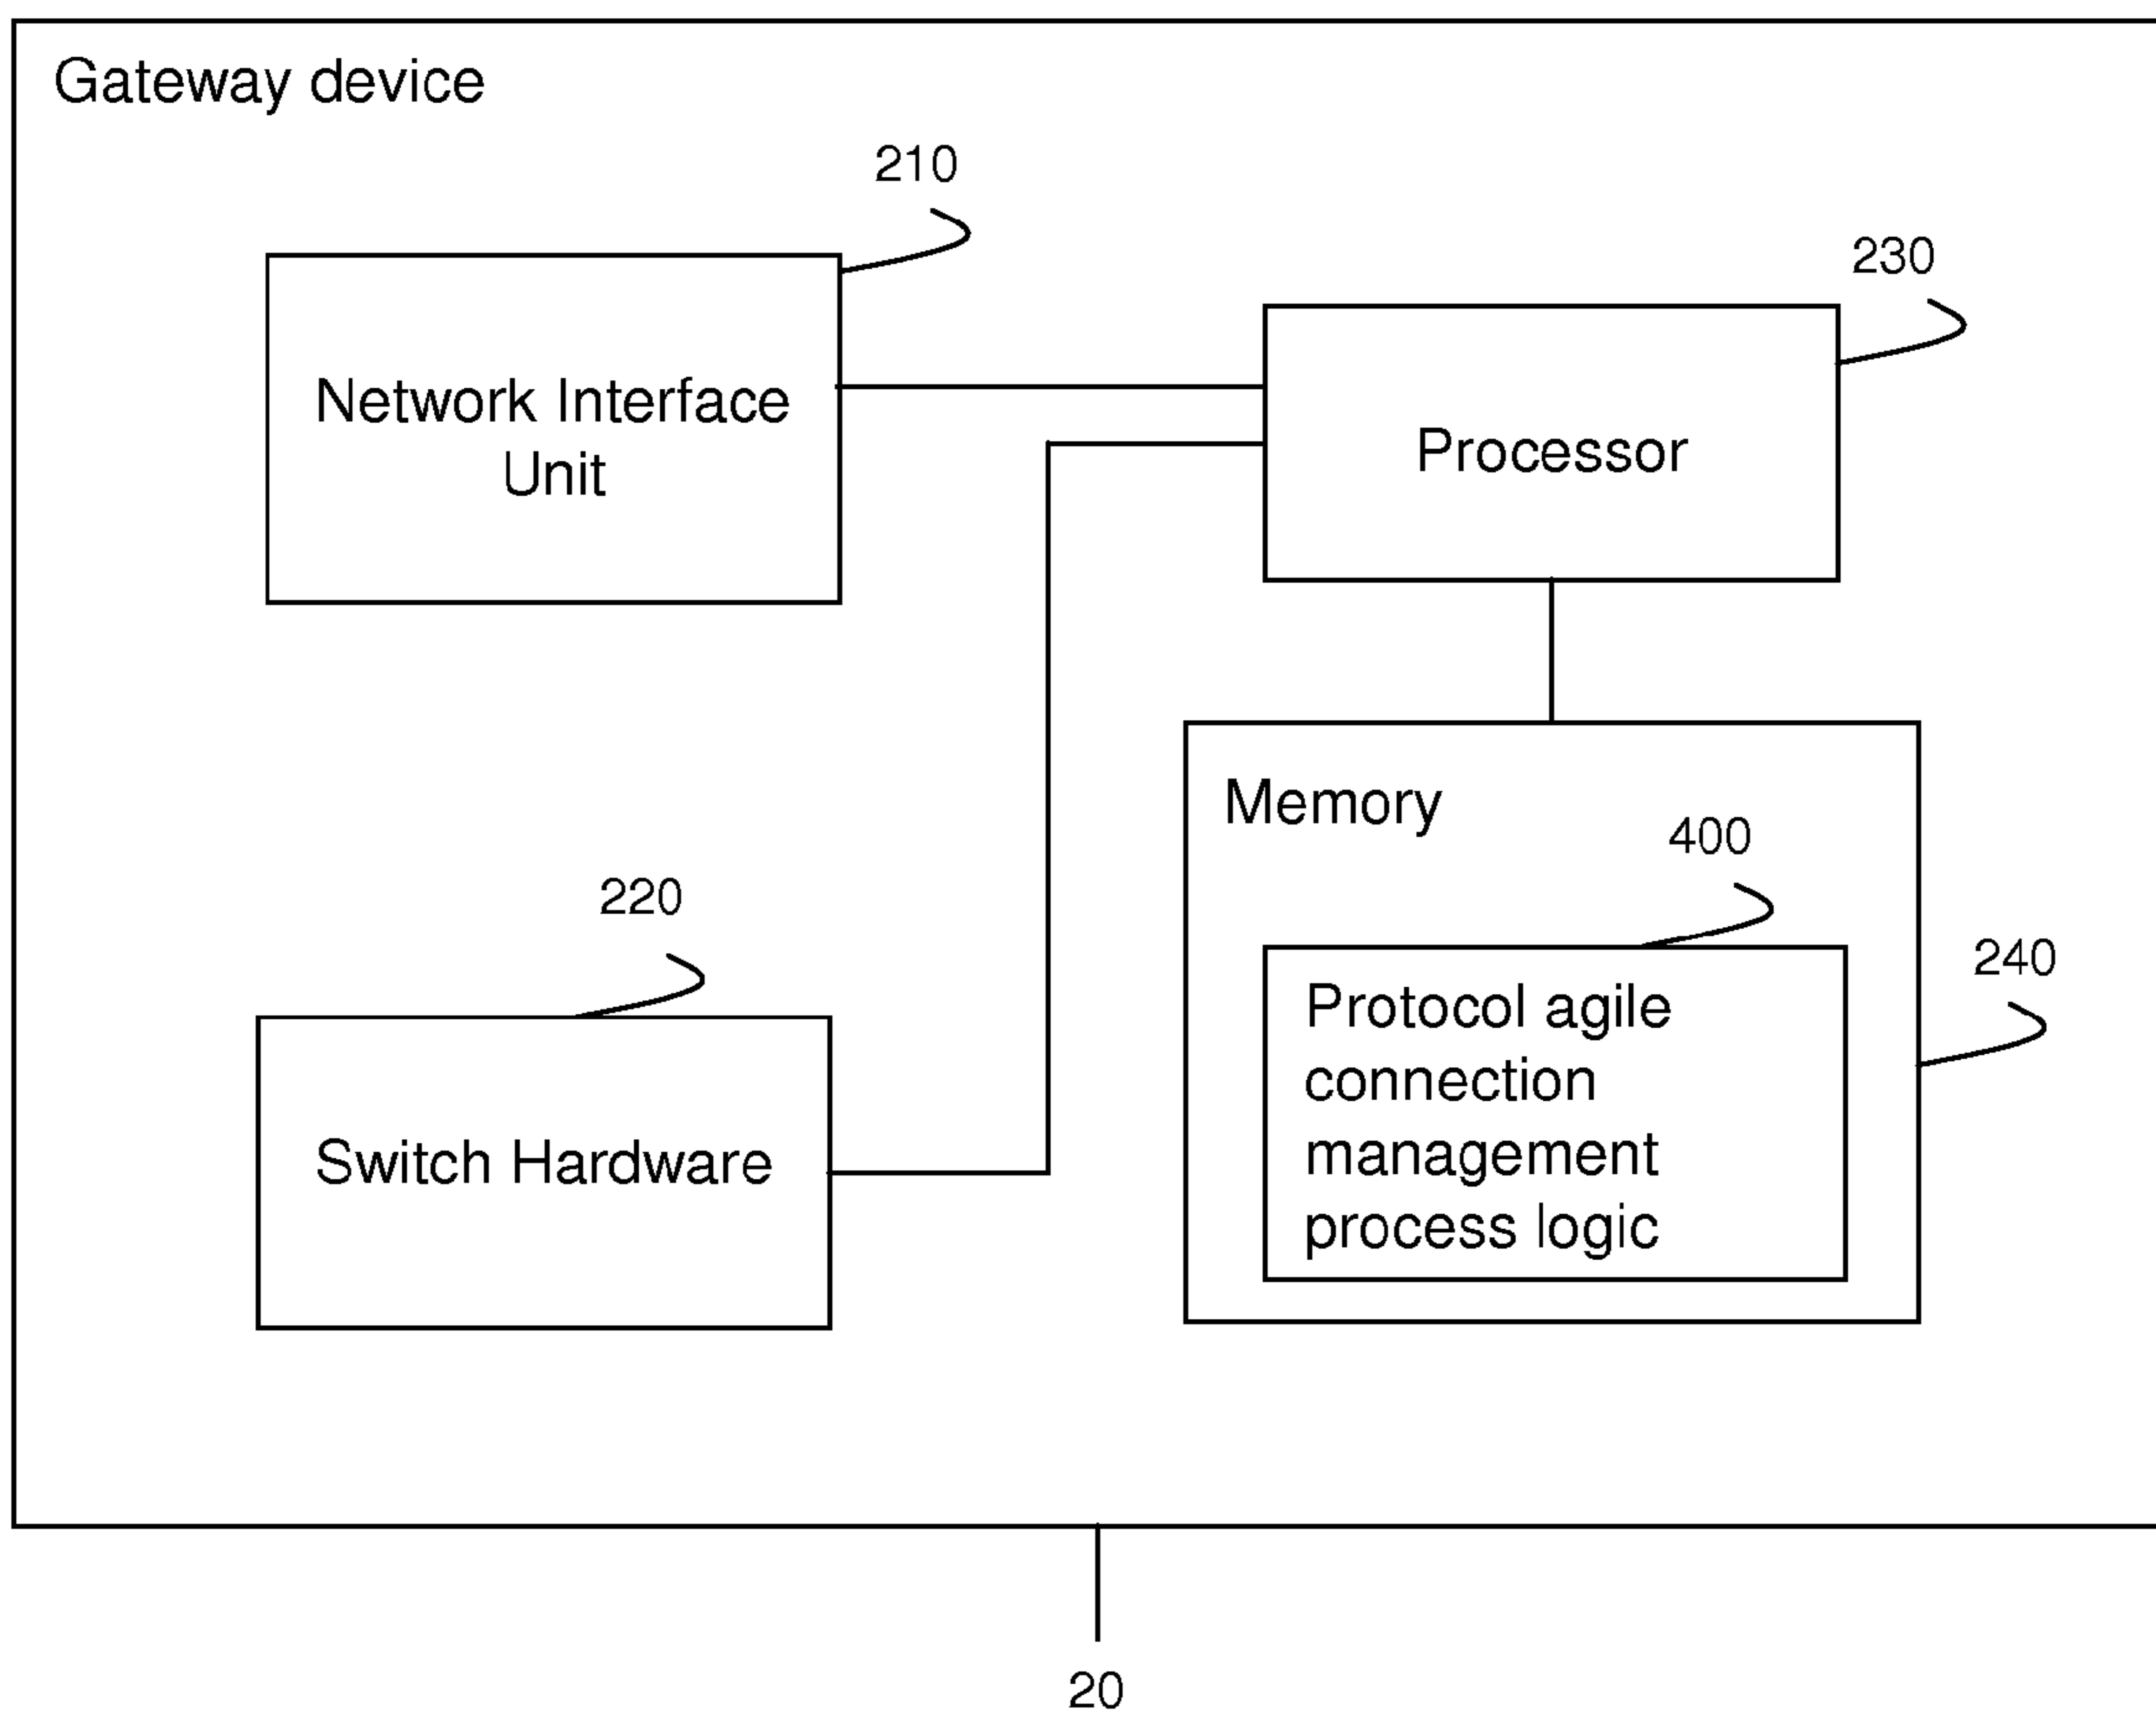 Gateway device
210
230
Network Interface
Unit
Processor
Memory
400
220
240
Protocol agile
connection
management
process logic
Switch Hardware
20